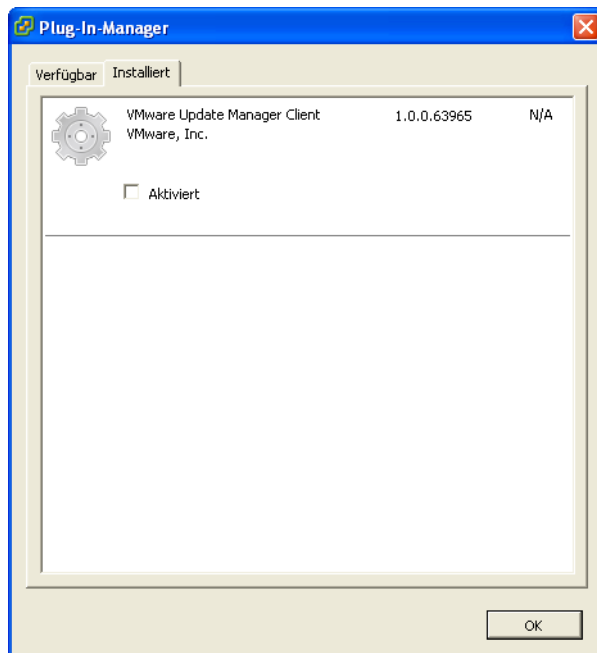 Plug-In-Manager
Verfügbar Installiert
VMware Update Manager Client 1.0.0.63965 N/A
VMware, Inc.
Aktiviert
OK